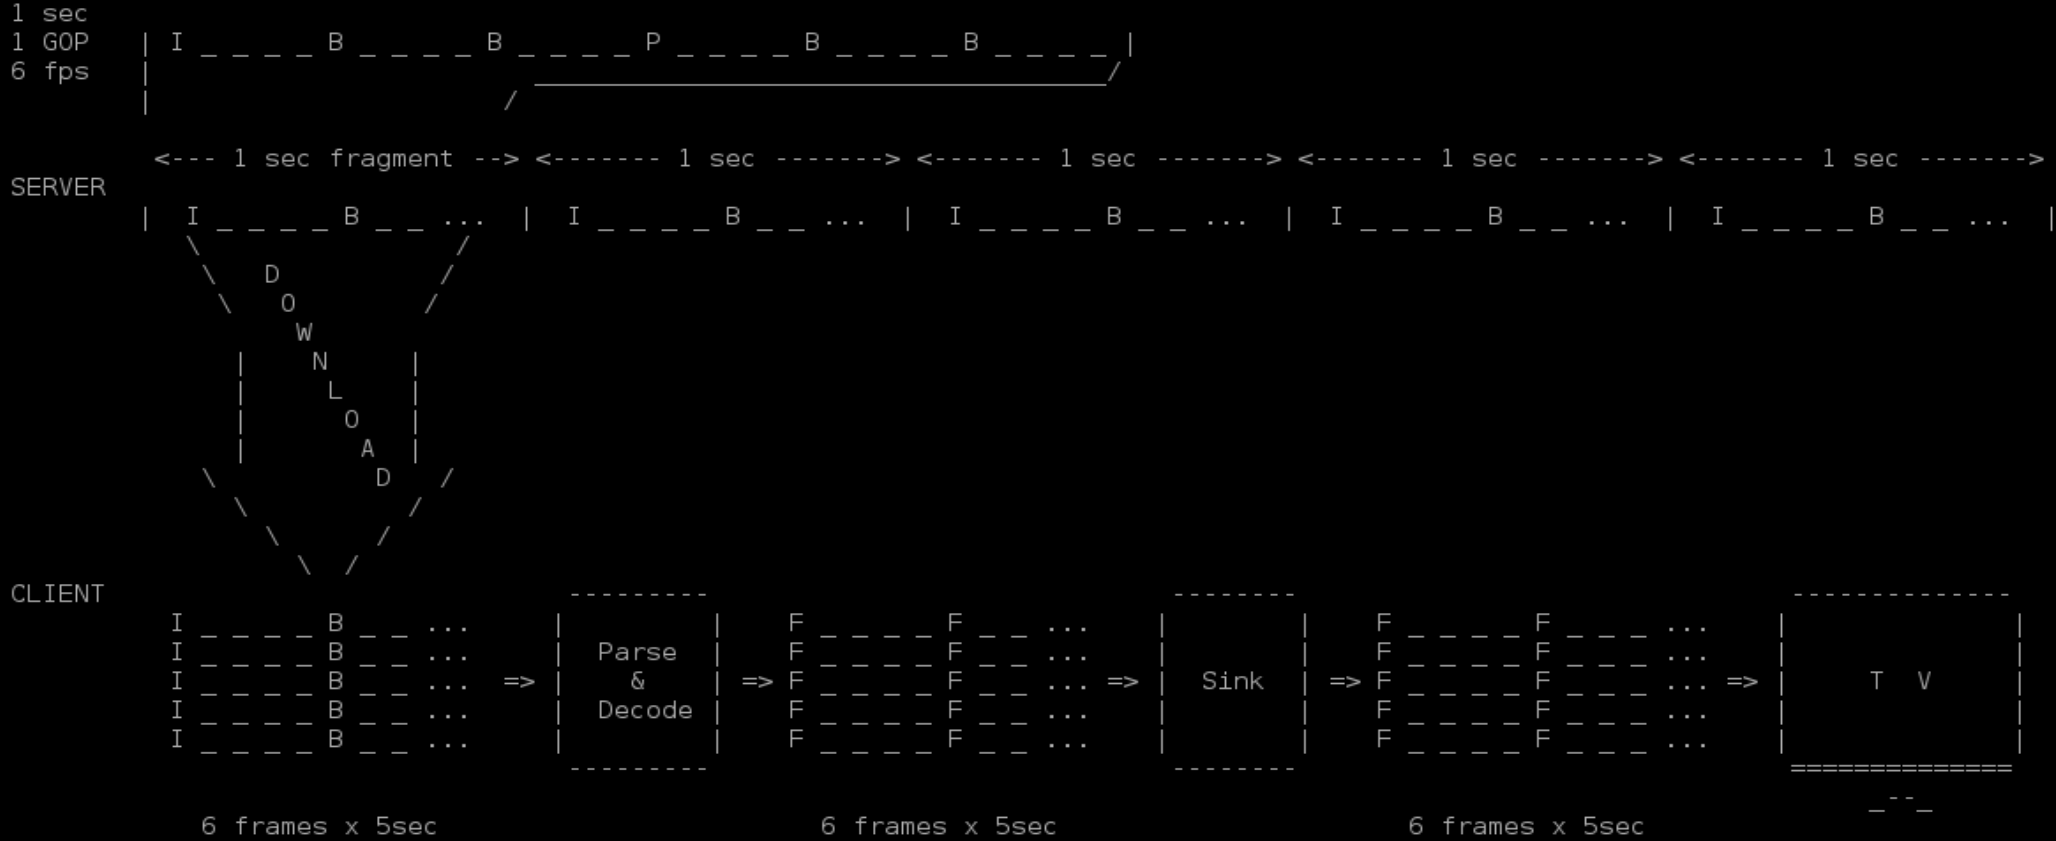 1 sec
1 GOP | I _ _ _ _ B _ _ _ _ B _ _ _ _ P _ _ _ _ B _ _ _ _ B _ _ _ _ |
6 fps
<--- 1 sec fragment --> <------- 1 sec -------> <------- 1 sec -------> <------- 1 sec -------> <------- 1 sec ------->
SERVER
| I _ _ _ _ B _ _ ... | I _ _ _ _ B _ _ ... | I _ _ _ _ B _ _ ... | I _ _ _ _ B _ _ ... | I _ _ _ _ B _ _ ... |
DOWNLOAD
CLIENT
I _ _ _ _ B _ _ ... F _ _ _ _ F _ _ ... F _ _ _ _ F _ _ _ ...
I _ _ _ _ B _ _ ... Parse F _ _ _ _ F _ _ ... F _ _ _ _ F _ _ _ ...
I _ _ _ _ B _ _ ... => & => F _ _ _ _ F _ _ ... => Sink => F _ _ _ _ F _ _ _ ... => T V
I _ _ _ _ B _ _ ... Decode F _ _ _ _ F _ _ ... F _ _ _ _ F _ _ _ ...
I _ _ _ _ B _ _ ... F _ _ _ _ F _ _ ... F _ _ _ _ F _ _ _ ...
6 frames x 5sec 6 frames x 5sec 6 frames x 5sec